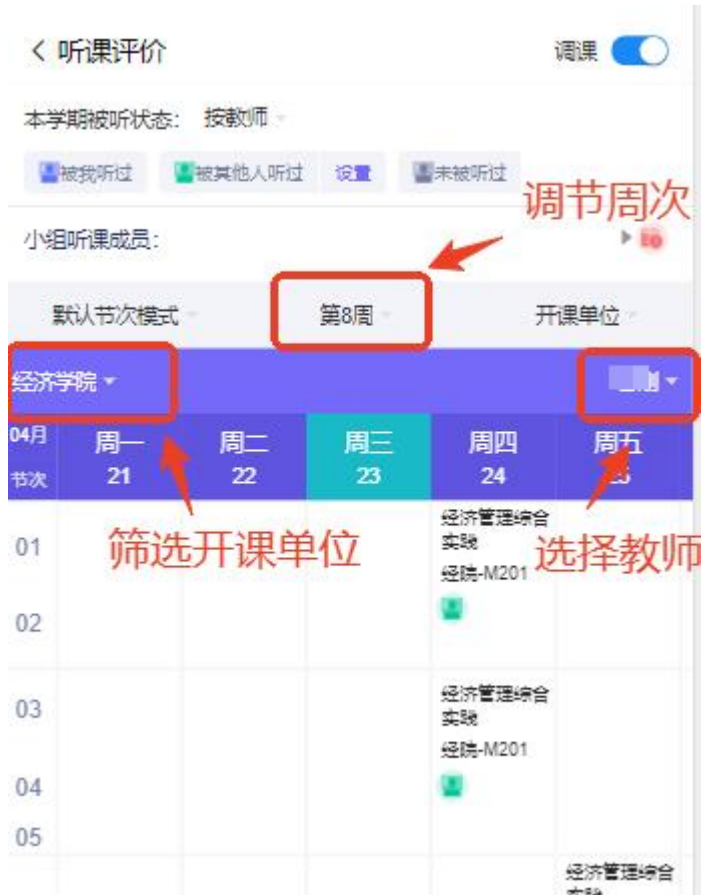 听课评价 调课
本学期被听状态： 按教师
被我听过 被其他人听过 设置 未被听过
调节周次
小组听课成员：
默认节次模式 第8周 开课单位
经济学院
04月 周一 周二 周三 周四 周五
节次 21 22 23 24
经济管理综合
01 实践
筛选开课单位 选择教师
经院-M201
02
经济管理综合
03 实践
经院-M201
04
05
经济管理综合
实践